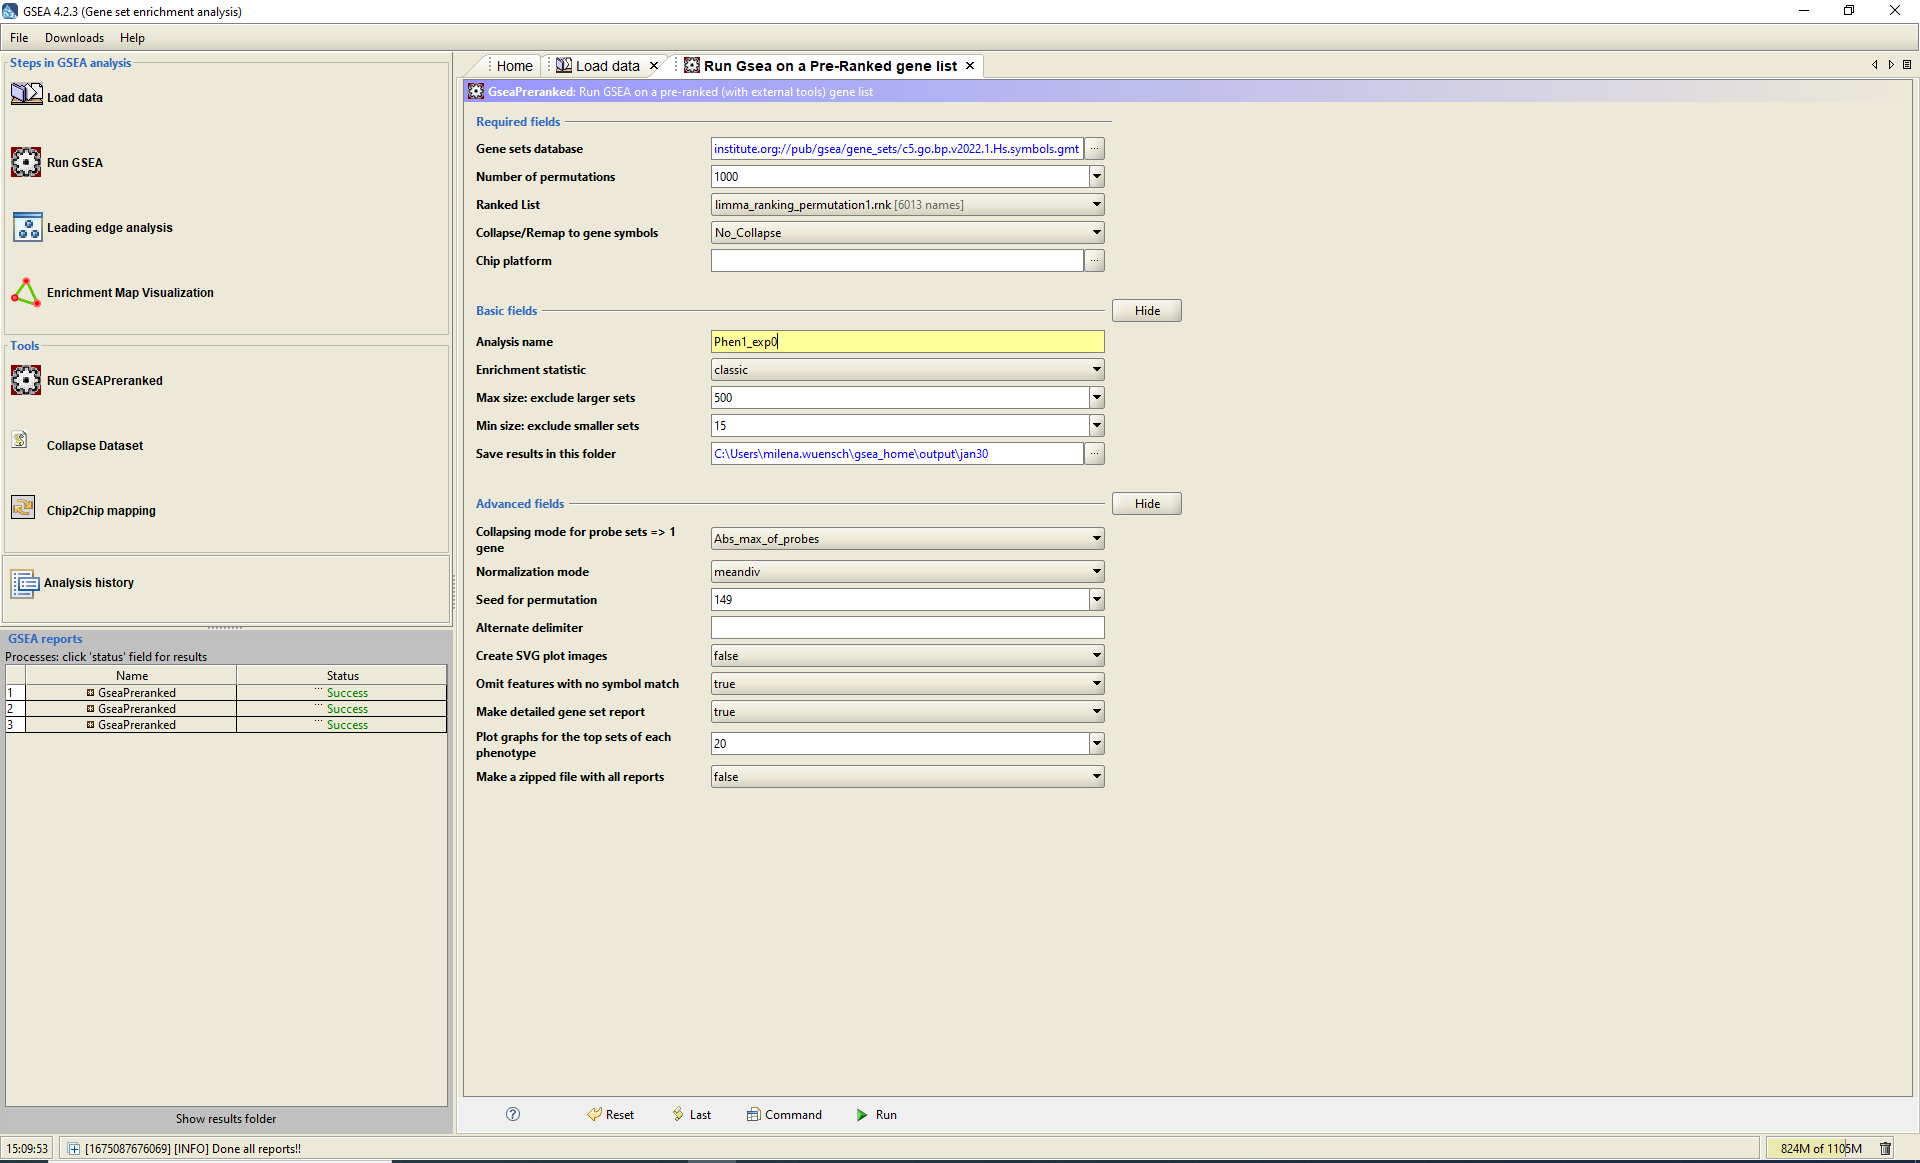 GSEA 4.2.3 (Gene set enrichment analysis)
File Downloads Help
Steps in GSEA analysis
Load data
Run GSEA
Leading edge analysis
Enrichment Map Visualization
Tools
Run GSEAPreranked
Collapse Dataset
Chip2Chip mapping
Analysis history
GSEA reports
Processes: click 'status' field for results
Name Status
1 GseaPreranked ... Success
2 GseaPreranked ... Success
3 GseaPreranked ... Success
Show results folder
Home Load data Run Gsea on a Pre-Ranked gene list
GseaPreranked: Run GSEA on a pre-ranked (with external tools) gene list
Required fields
Gene sets database institute.org://pub/gsea/gene_sets/c5.go.bp.v2022.1.Hs.symbols.gmt ...
Number of permutations 1000
Ranked List limma_ranking_permutation1.rnk [6013 names]
Collapse/Remap to gene symbols No_Collapse
Chip platform ...
Basic fields Hide
Analysis name Phen1_exp0
Enrichment statistic classic
Max size: exclude larger sets 500
Min size: exclude smaller sets 15
Save results in this folder C:\Users\milena.wuensch\gsea_home\output\jan30 ...
Advanced fields Hide
Collapsing mode for probe sets => 1
gene Abs_max_of_probes
Normalization mode meandiv
Seed for permutation 149
Alternate delimiter
Create SVG plot images false
Omit features with no symbol match true
Make detailed gene set report true
Plot graphs for the top sets of each
phenotype 20
Make a zipped file with all reports false
? Reset Last Command Run
15:09:53 [1675087676069] [INFO] Done all reports!! 824M of 1105M